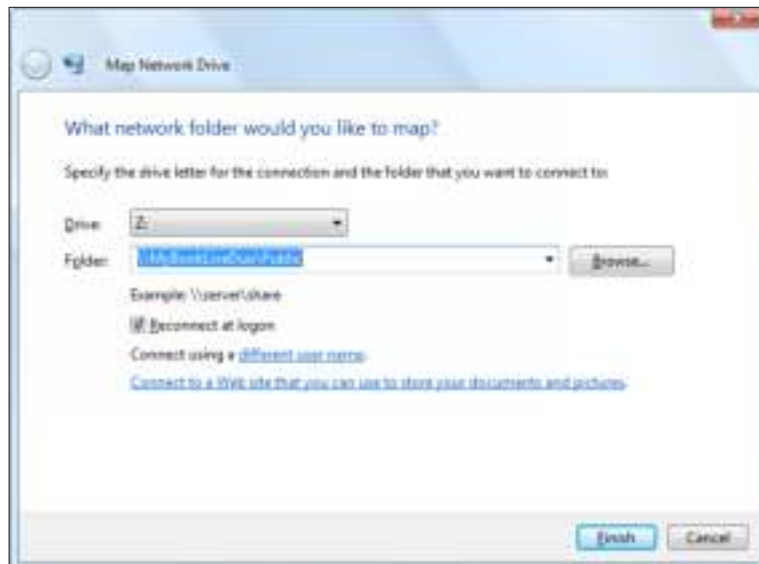 Map Network Drive
What network folder would you like to map?
Specify the drive letter for the connection and the folder that you want to connect to:
Drive: Z:
Folder: \\MyBookLiveDuo\Public Browse...
Example: \\server\share
Reconnect at logon
Connect using a different user name.
Connect to a Web site that you can use to store your documents and pictures.
Finish Cancel